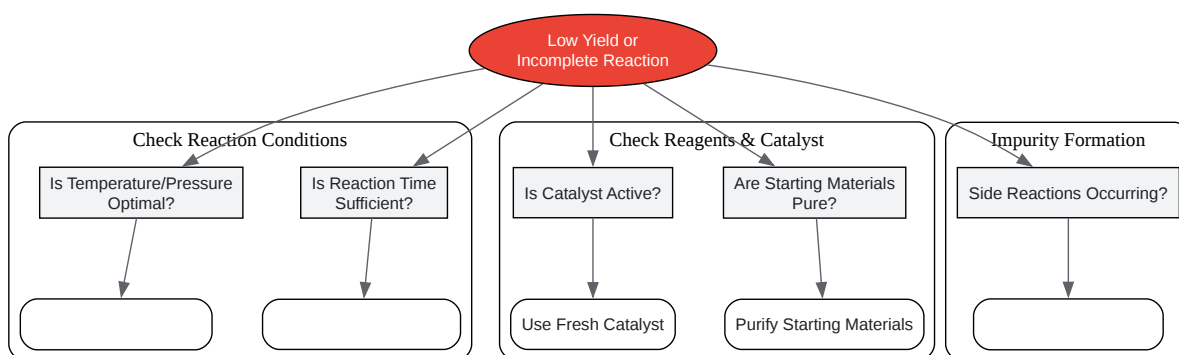 Low Yield or
Incomplete Reaction
Check Reaction Conditions
Check Reagents & Catalyst
Impurity Formation
Is Temperature/Pressure
Optimal?
Is Reaction Time
Sufficient?
Is Catalyst Active?
Are Starting Materials
Pure?
Side Reactions Occurring?
Use Fresh Catalyst
Purify Starting Materials